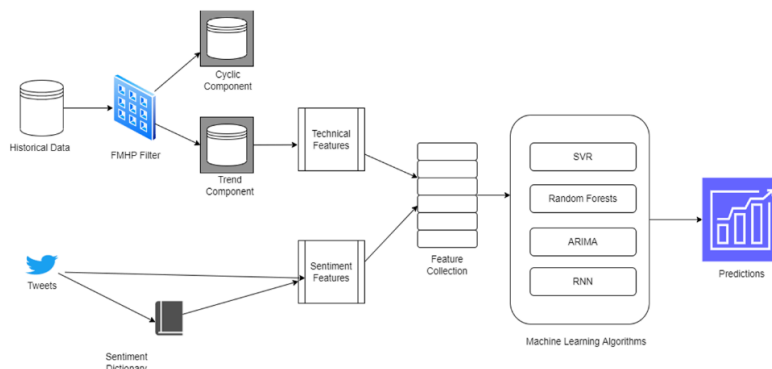 Cyclic
Component
Historical Data
FMHP Filter
Trend
Component
Technical
Features
Tweets
Sentiment
Dictionary
Sentiment
Features
Feature
Collection
SVR
Random Forests
ARIMA
RNN
Machine Learning Algorithms
Predictions